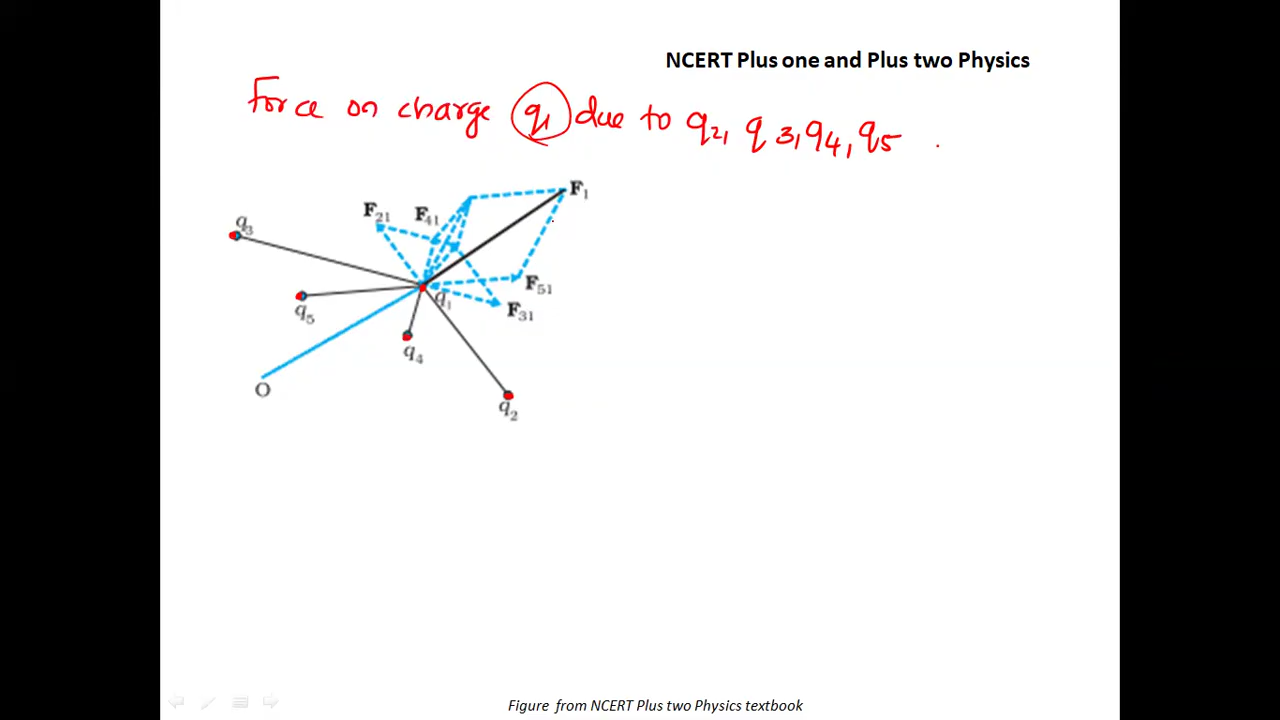 NCERT Plus one and Plus two Physics
Force on charge q1 due to q2, q3, q4, q5 .
F1
F21
F41
q3
F51
q1
F31
q5
q4
O
q2
Figure from NCERT Plus two Physics textbook